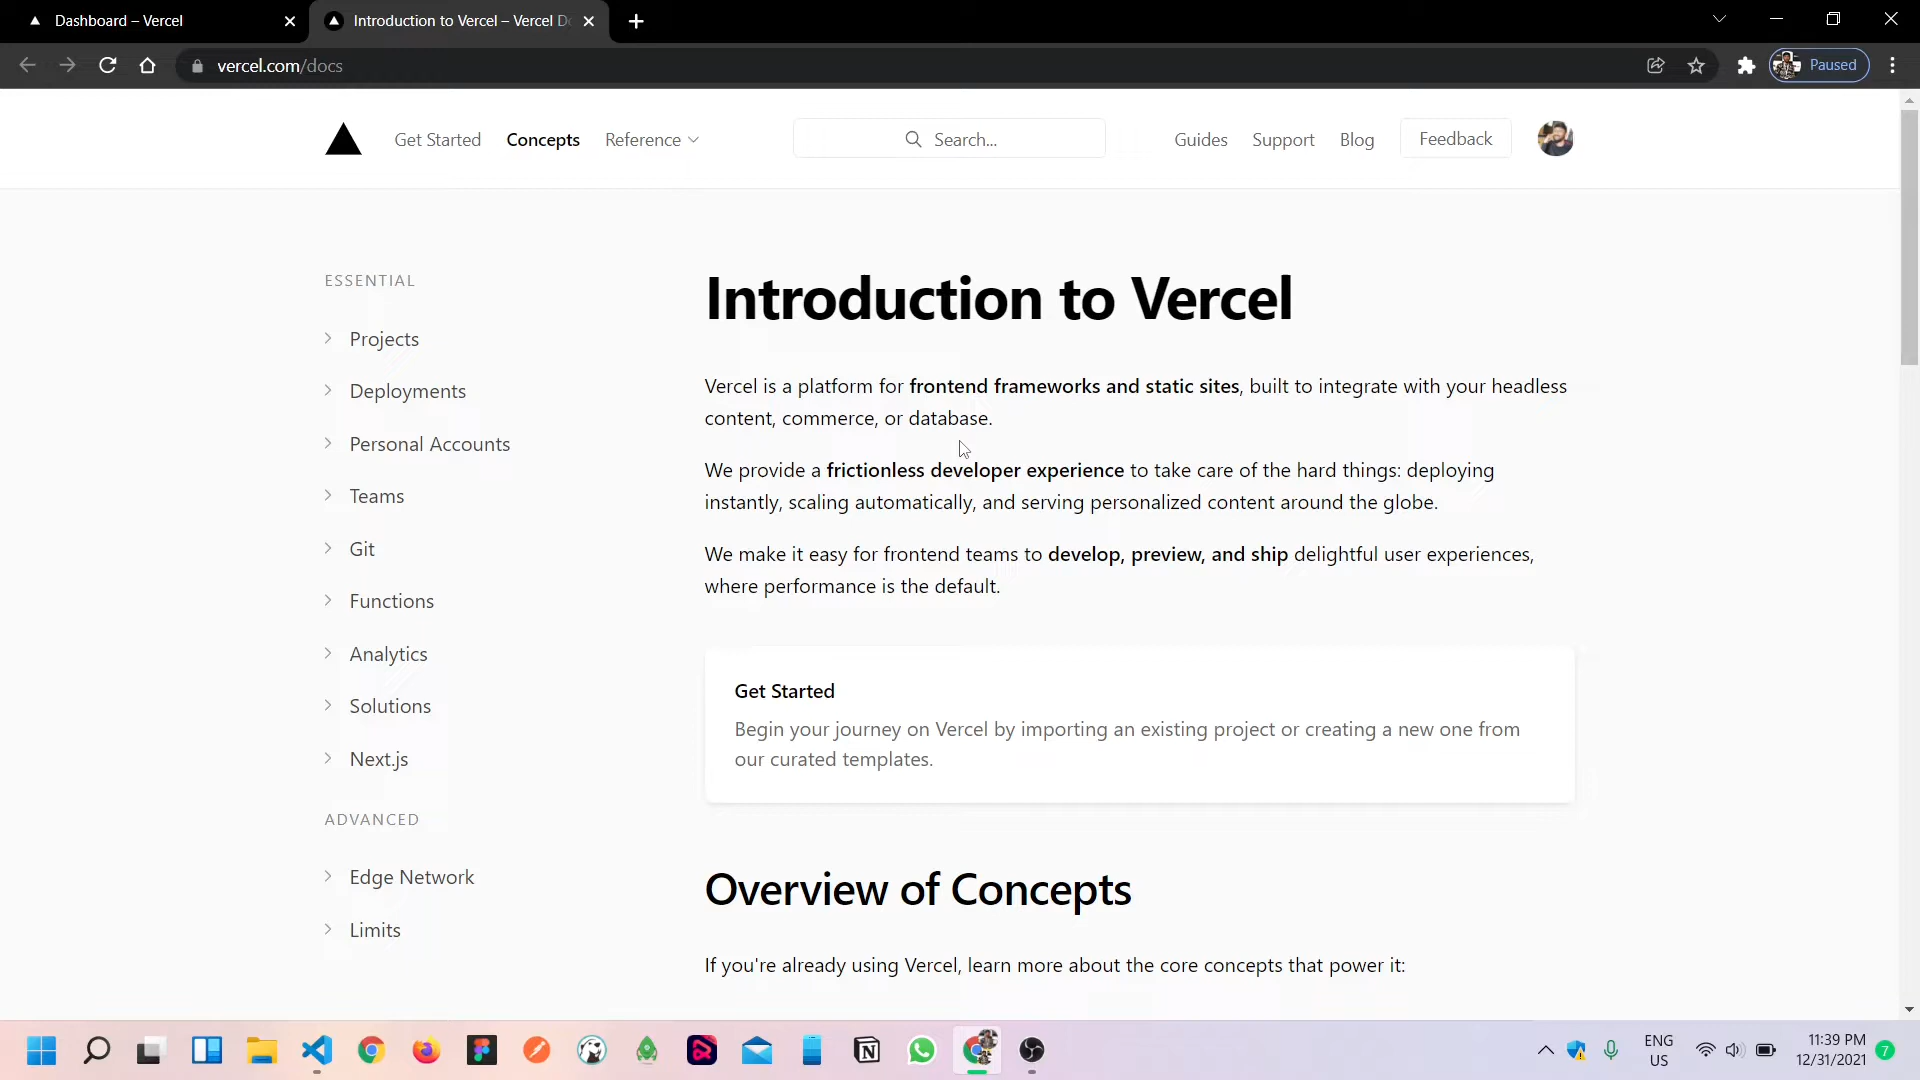 Dashboard – Vercel
Introduction to Vercel – Vercel D
vercel.com/docs
Paused
Get Started
Concepts
Reference
Search...
Guides
Support
Blog
Feedback
ESSENTIAL
Projects
Deployments
Personal Accounts
Teams
Git
Functions
Analytics
Solutions
Next.js
ADVANCED
Edge Network
Limits
Introduction to Vercel
Vercel is a platform for frontend frameworks and static sites, built to integrate with your headless
content, commerce, or database.
We provide a frictionless developer experience to take care of the hard things: deploying
instantly, scaling automatically, and serving personalized content around the globe.
We make it easy for frontend teams to develop, preview, and ship delightful user experiences,
where performance is the default.
Get Started
Begin your journey on Vercel by importing an existing project or creating a new one from
our curated templates.
Overview of Concepts
If you're already using Vercel, learn more about the core concepts that power it:
ENG
US
11:39 PM
12/31/2021
7